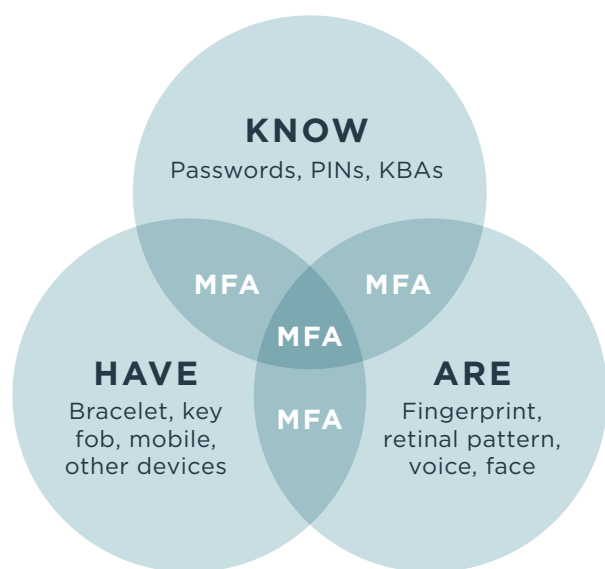 KNOW
Passwords, PINs, KBAs
MFA
MFA
MFA
HAVE
Bracelet, key
fob, mobile,
other devices
MFA
ARE
Fingerprint,
retinal pattern,
voice, face